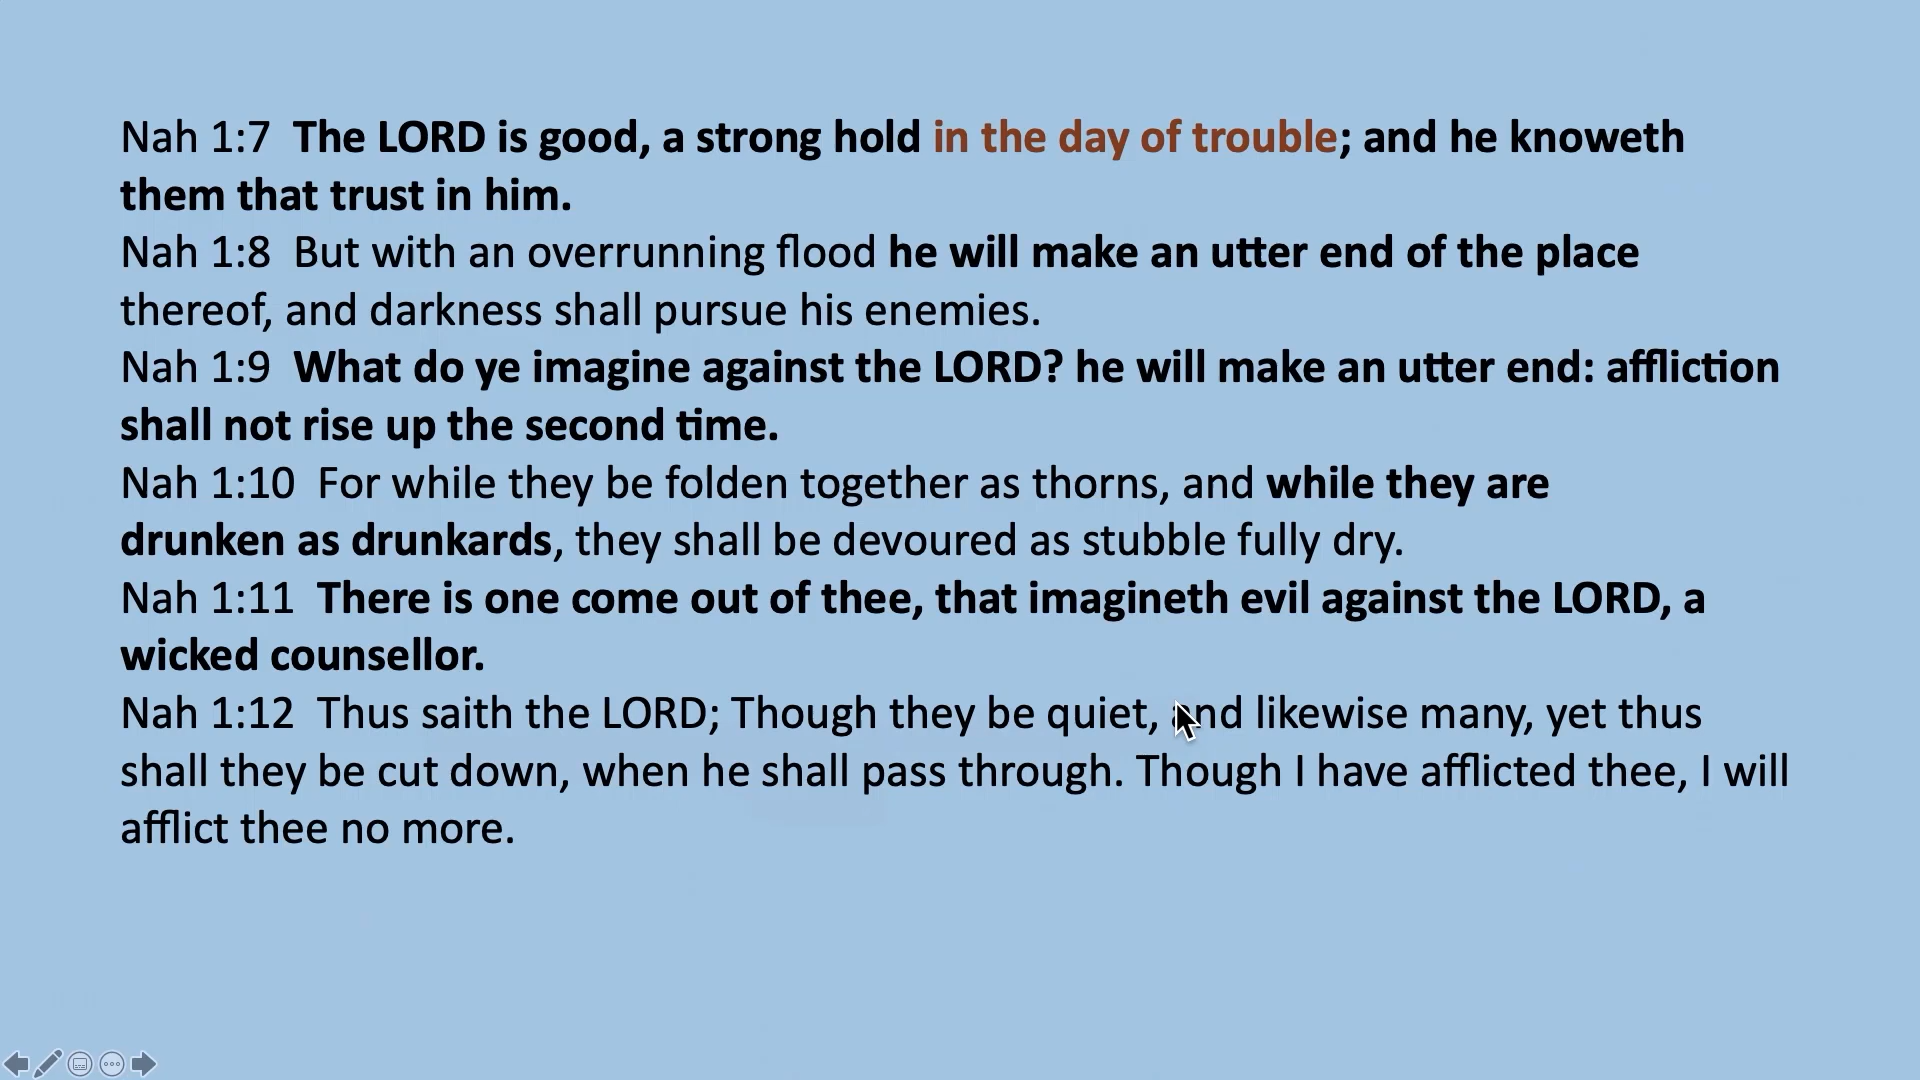 Nah 1:7  The LORD is good, a strong hold in the day of trouble; and he knoweth
them that trust in him.
Nah 1:8  But with an overrunning flood he will make an utter end of the place
thereof, and darkness shall pursue his enemies.
Nah 1:9  What do ye imagine against the LORD? he will make an utter end: affliction
shall not rise up the second time.
Nah 1:10  For while they be folden together as thorns, and while they are
drunken as drunkards, they shall be devoured as stubble fully dry.
Nah 1:11  There is one come out of thee, that imagineth evil against the LORD, a
wicked counsellor.
Nah 1:12  Thus saith the LORD; Though they be quiet, and likewise many, yet thus
shall they be cut down, when he shall pass through. Though I have afflicted thee, I will
afflict thee no more.